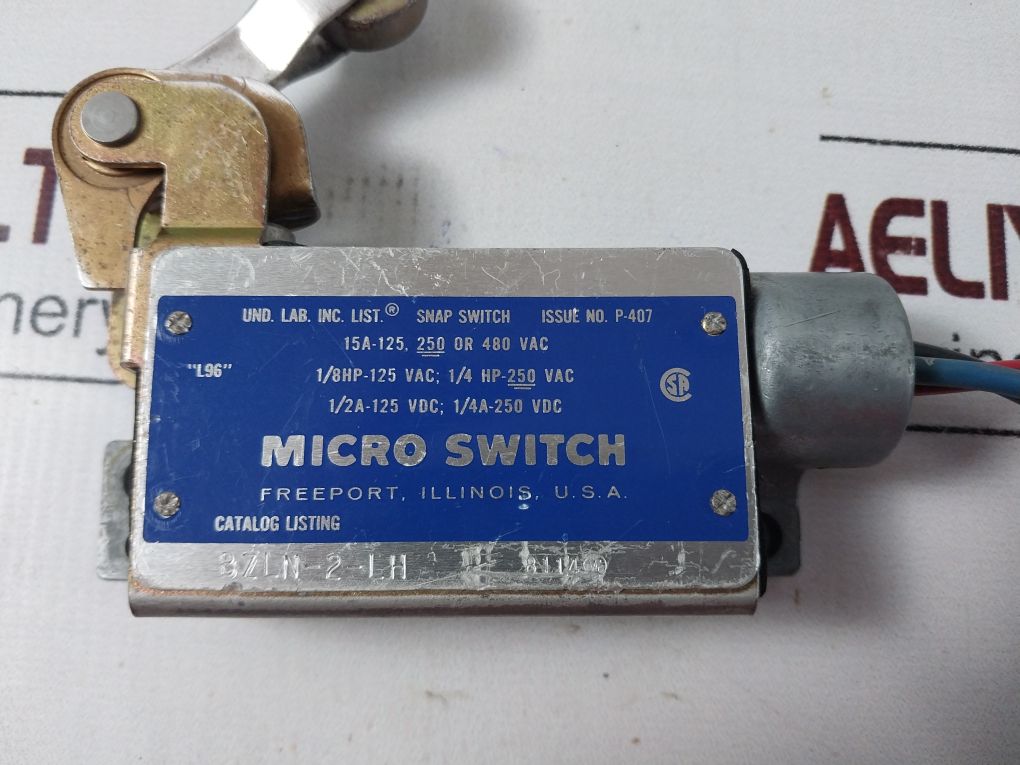 UND. LAB. INC. LIST.® SNAP SWITCH ISSUE NO. P-407
15A-125, 250 OR 480 VAC
"L96"
1/8HP-125 VAC; 1/4 HP-250 VAC
1/2A-125 VDC; 1/4A-250 VDC
MICRO SWITCH
FREEPORT, ILLINOIS, U.S.A.
CATALOG LISTING
LN-2-LH